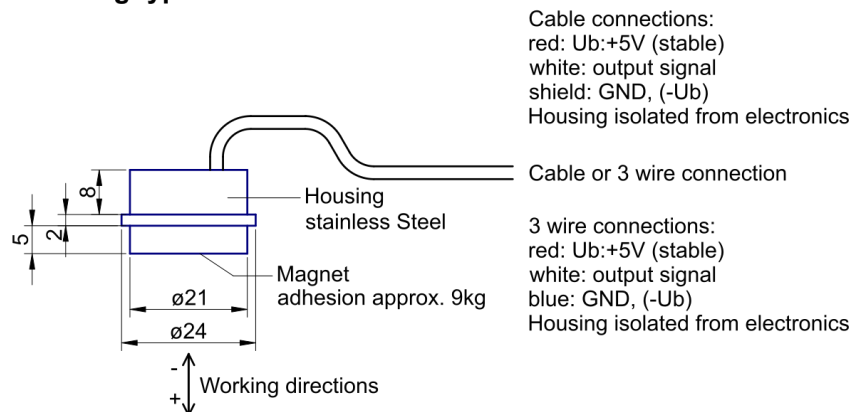 Cable connections:
red: Ub:+5V (stable)
white: output signal
shield: GND, (-Ub)
Housing isolated from electronics
Cable or 3 wire connection
Housing
stainless Steel
8
2
5
3 wire connections:
red: Ub:+5V (stable)
white: output signal
blue: GND, (-Ub)
Housing isolated from electronics
Magnet
adhesion approx. 9kg
ø21
ø24
-
+
Working directions